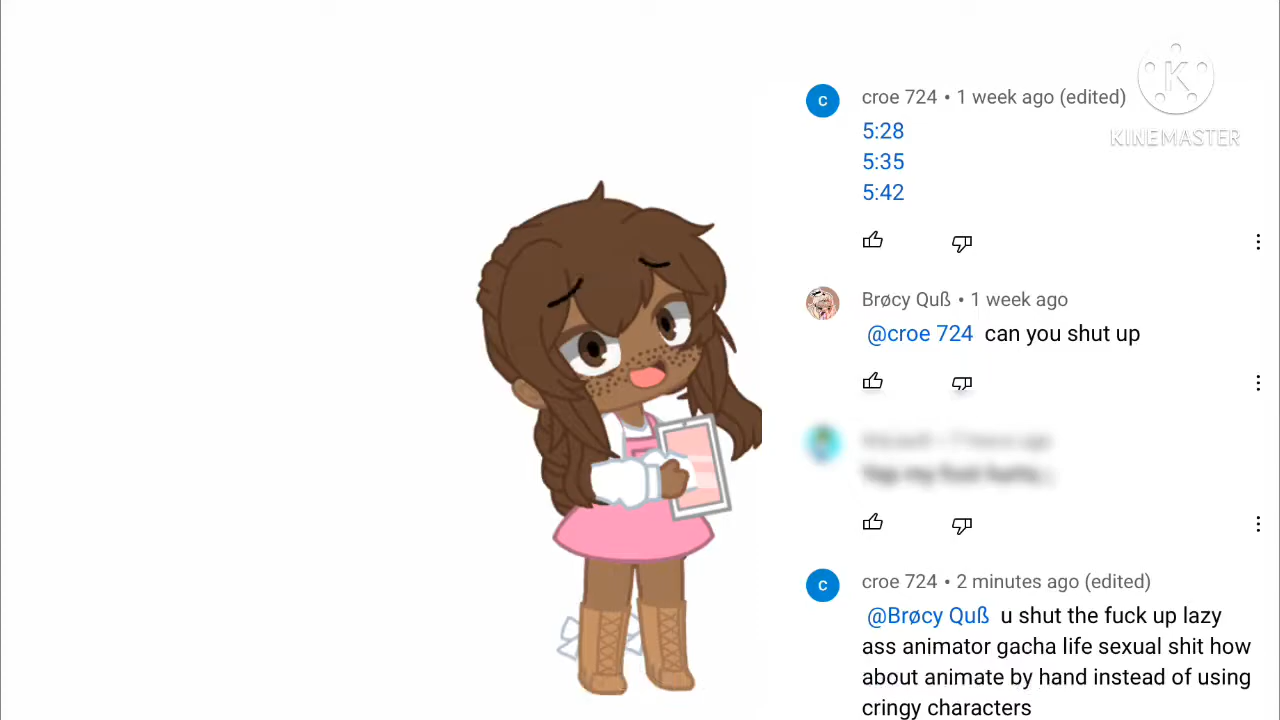 croe 724 • 1 week ago (edited)
5:28
5:35
5:42
KINEMASTER
Brøcy Quß • 1 week ago
@croe 724 can you shut up
croe 724 • 2 minutes ago (edited)
@Brøcy Quß u shut the fuck up lazy
ass animator gacha life sexual shit how
about animate by hand instead of using
cringy characters